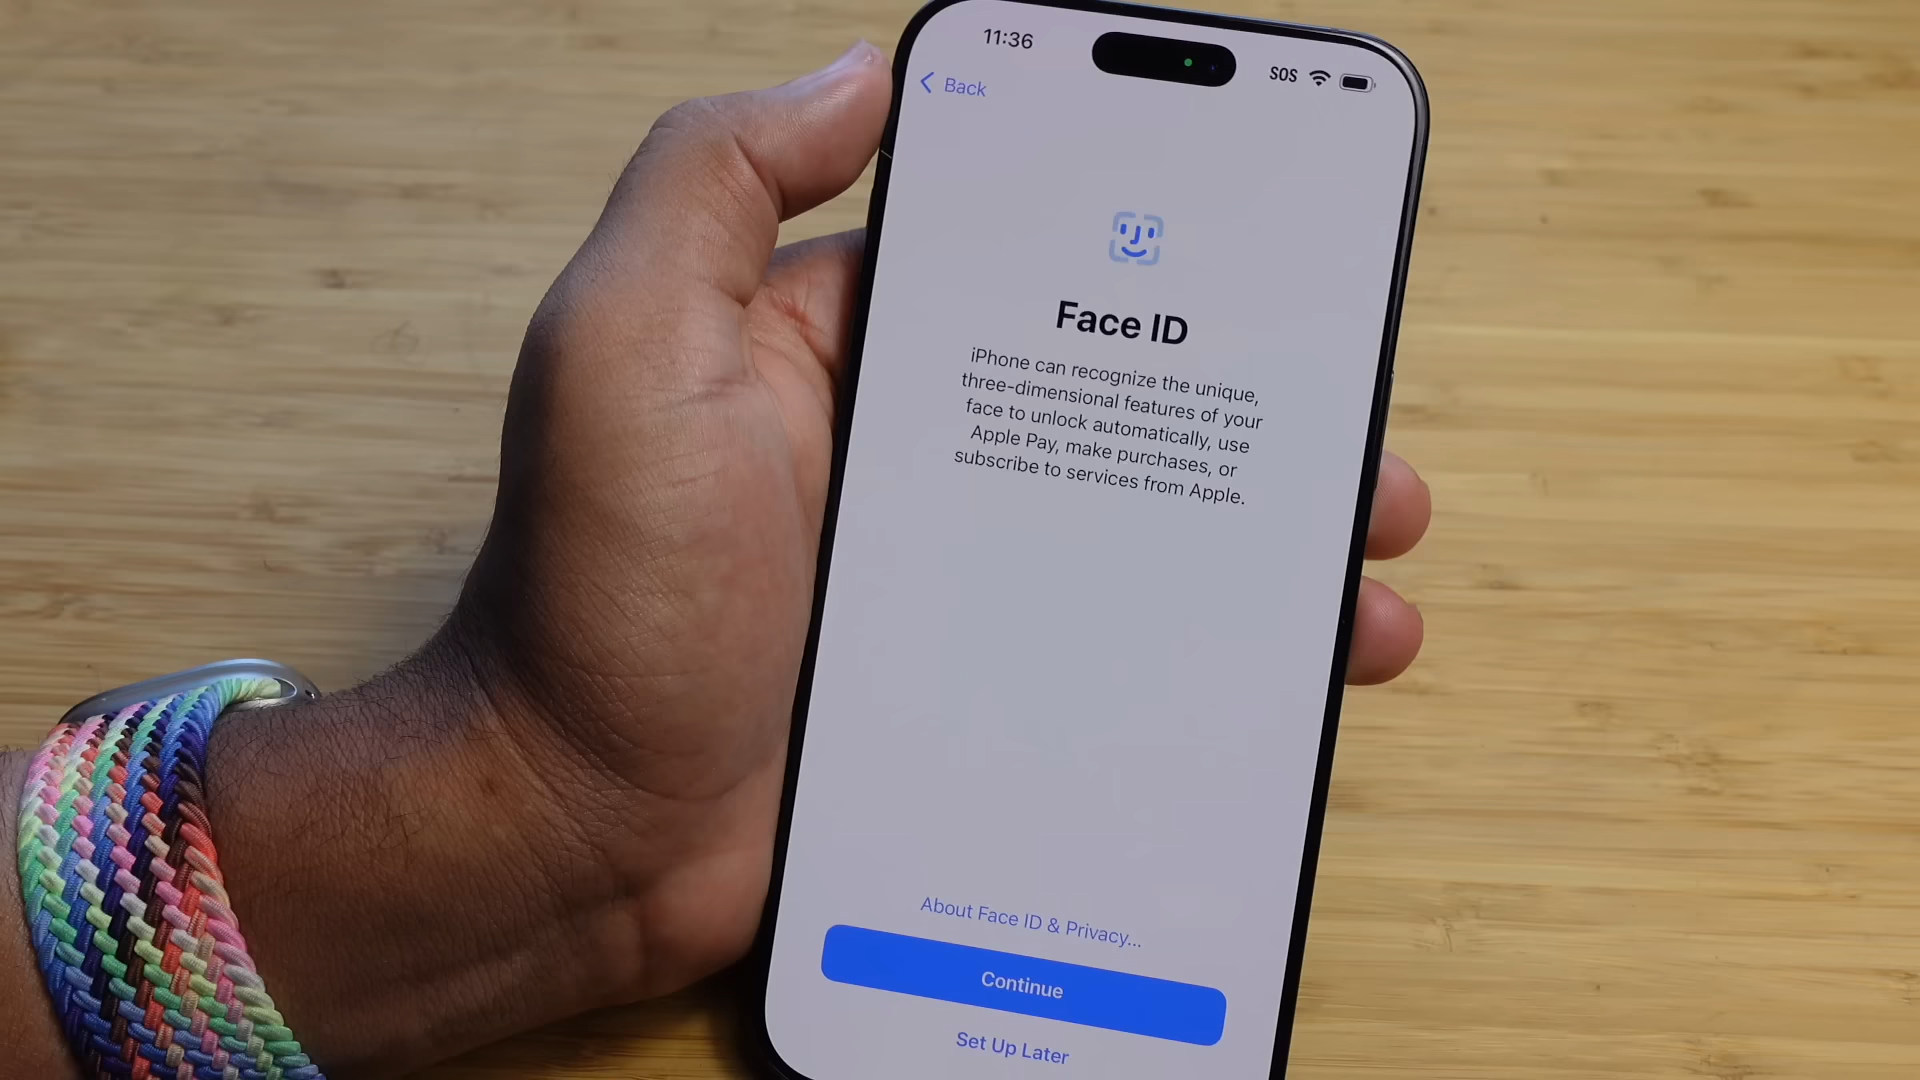 11:36
SOS
Back
Face ID
iPhone can recognize the unique,
three-dimensional features of your
face to unlock automatically, use
Apple Pay, make purchases, or
subscribe to services from Apple.
About Face ID & Privacy...
Continue
Set Up Later